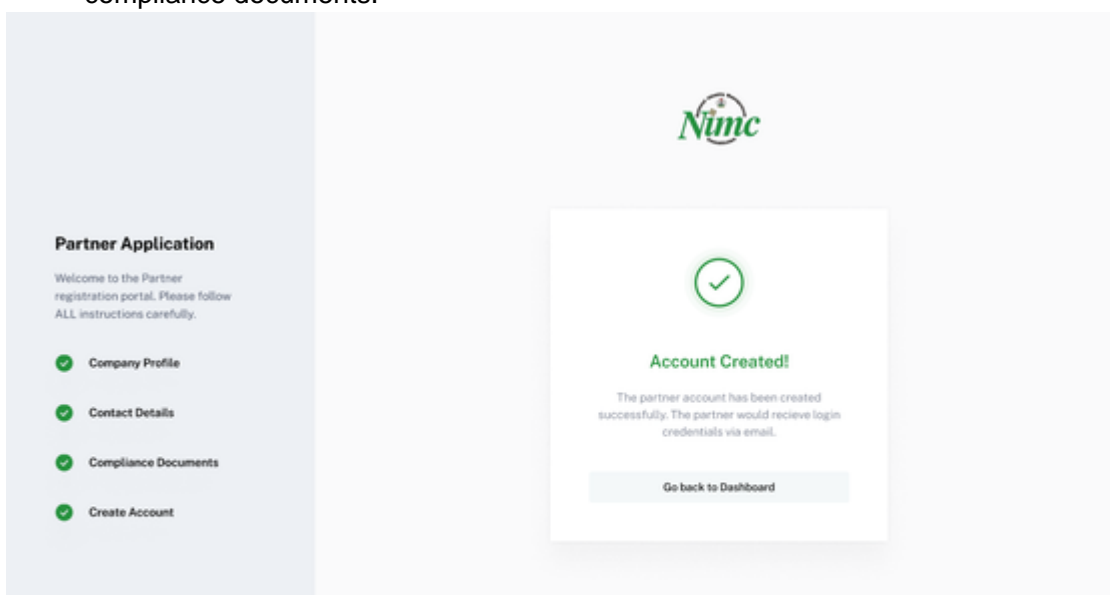 compliance documents.
Nimc
Partner Application
Welcome to the Partner
registration portal. Please follow
ALL instructions carefully.
Company Profile
Contact Details
Compliance Documents
Create Account
Account Created!
The partner account has been created
successfully. The partner would recieve login
credentials via email.
Go back to Dashboard